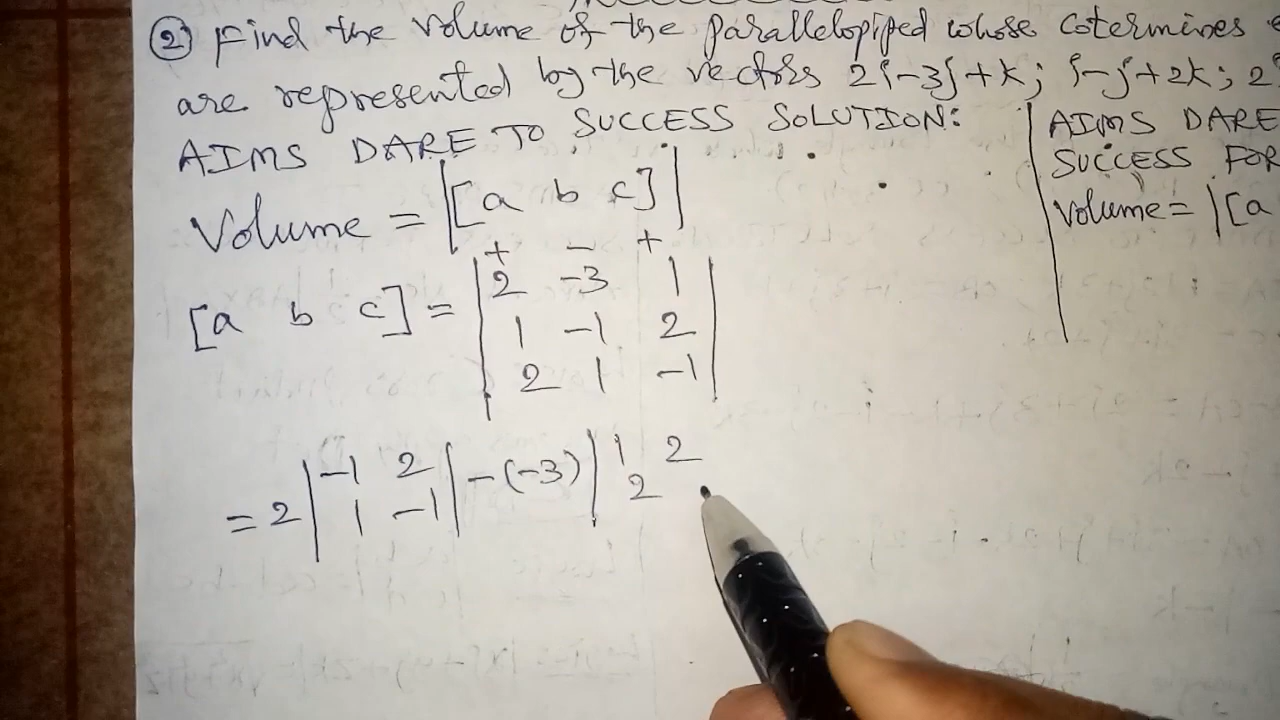 ② Find the Volume of the parallelopiped whose cotermines
are represented by the vectors 2i-3j+k; i-j+2k; 2i
AIMS DARE TO SUCCESS SOLUTION:
Volume = |[a b c]|
+ - +
[a b c] = | 2 -3 1 |
| 1 -1 2 |
| 2 1 -1 |
= 2 | -1 2 | -(-3) | 1 2
| 1 -1 | | 2
AIMS DARE
SUCCESS FOR
Volume = |[a